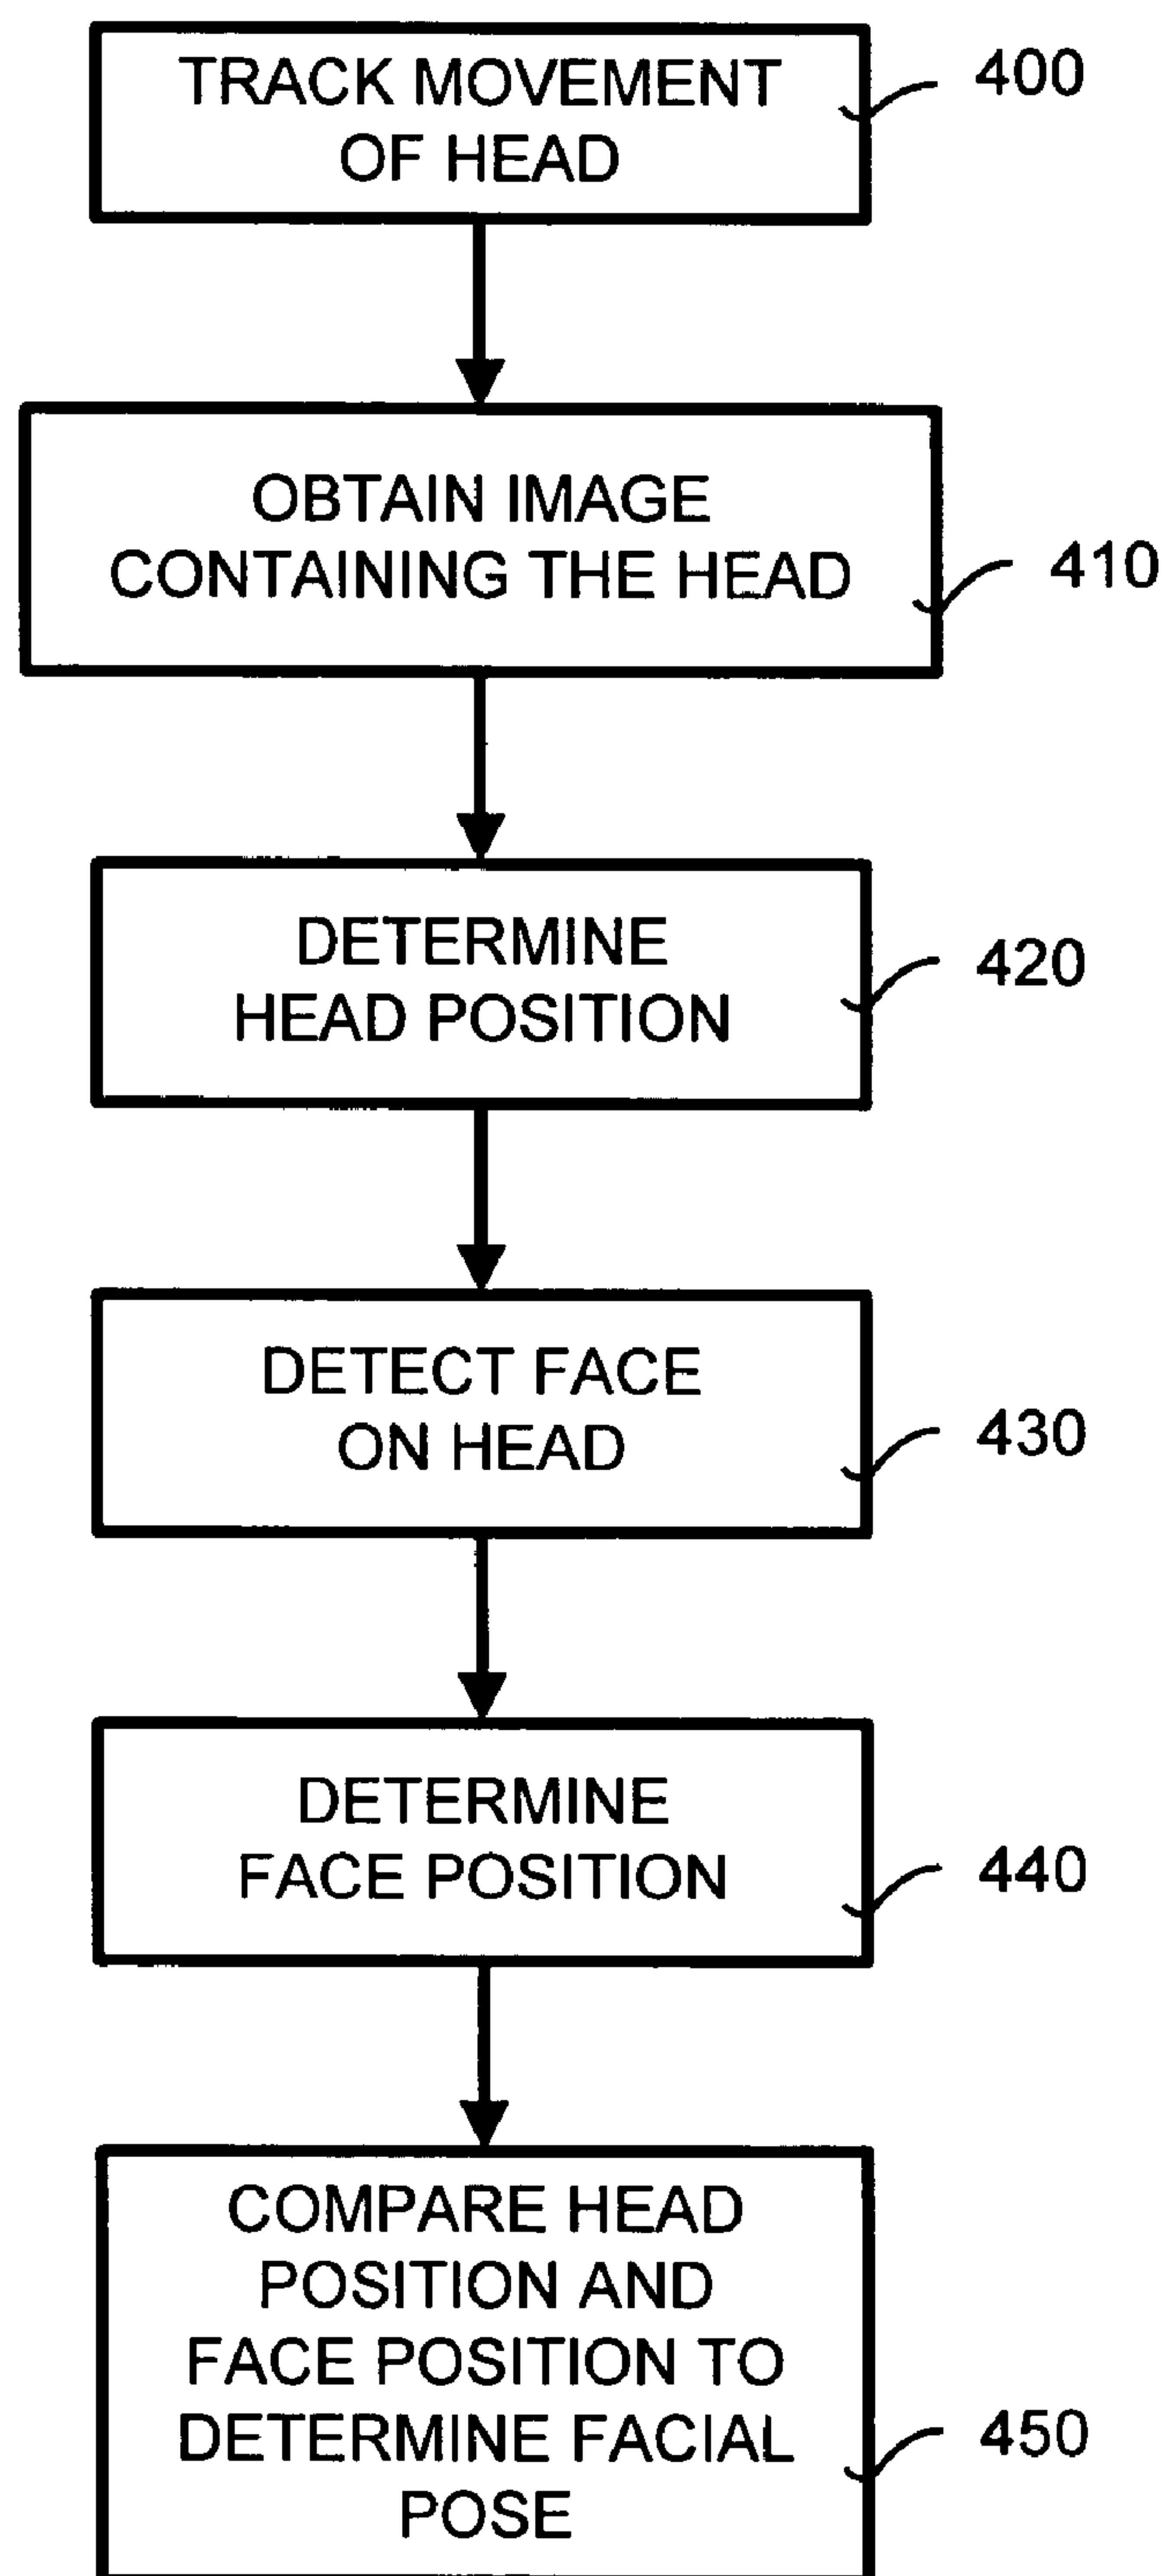 TRACK MOVEMENT
OF HEAD
400
OBTAIN IMAGE
CONTAINING THE HEAD
410
DETERMINE
HEAD POSITION
420
DETECT FACE
ON HEAD
430
DETERMINE
FACE POSITION
440
COMPARE HEAD
POSITION AND
FACE POSITION TO
DETERMINE FACIAL
POSE
450